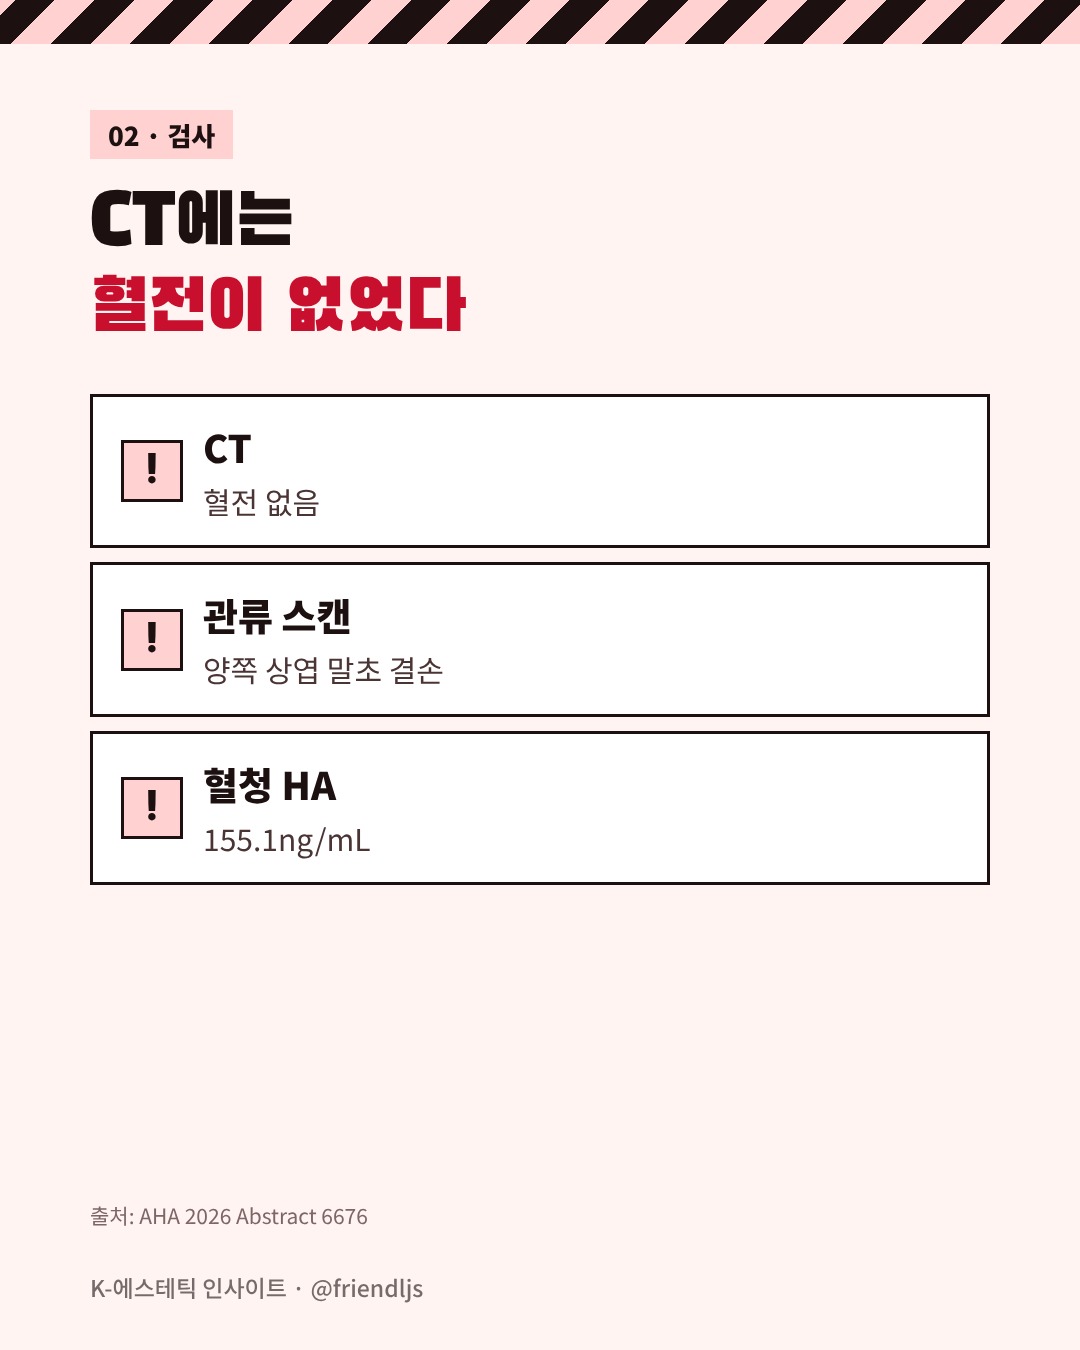 02 · 검사
CT에는
혈전이 없었다
!
CT
혈전 없음
!
관류 스캔
양쪽 상엽 말초 결손
!
혈청 HA
155.1ng/mL
출처: AHA 2026 Abstract 6676
K-에스테틱 인사이트 · @friendljs